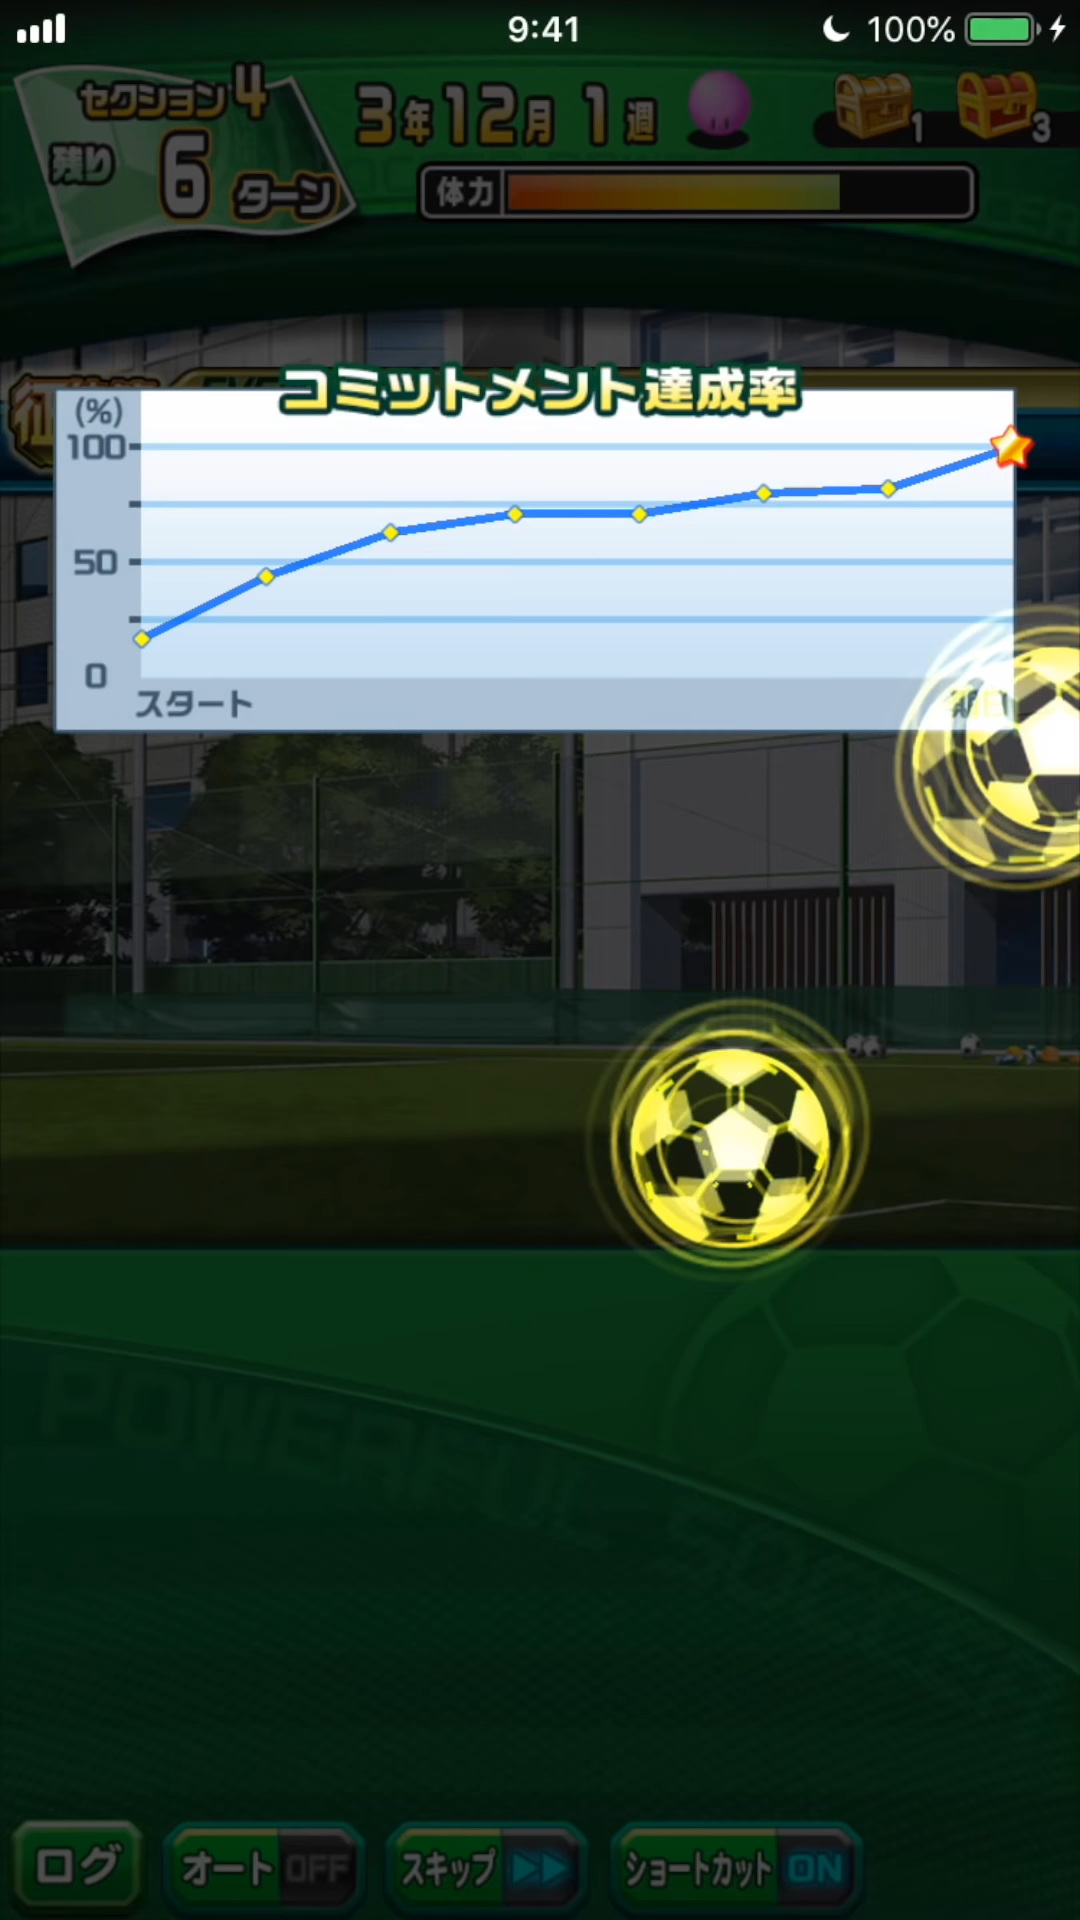 9:41
100%
セクション4
残り6ターン
3年12月1週
1
3
体力
コミットメント達成率
(%)
100
50
0
スタート
POWERFUL
ログ
オート OFF
スキップ
ショートカット ON